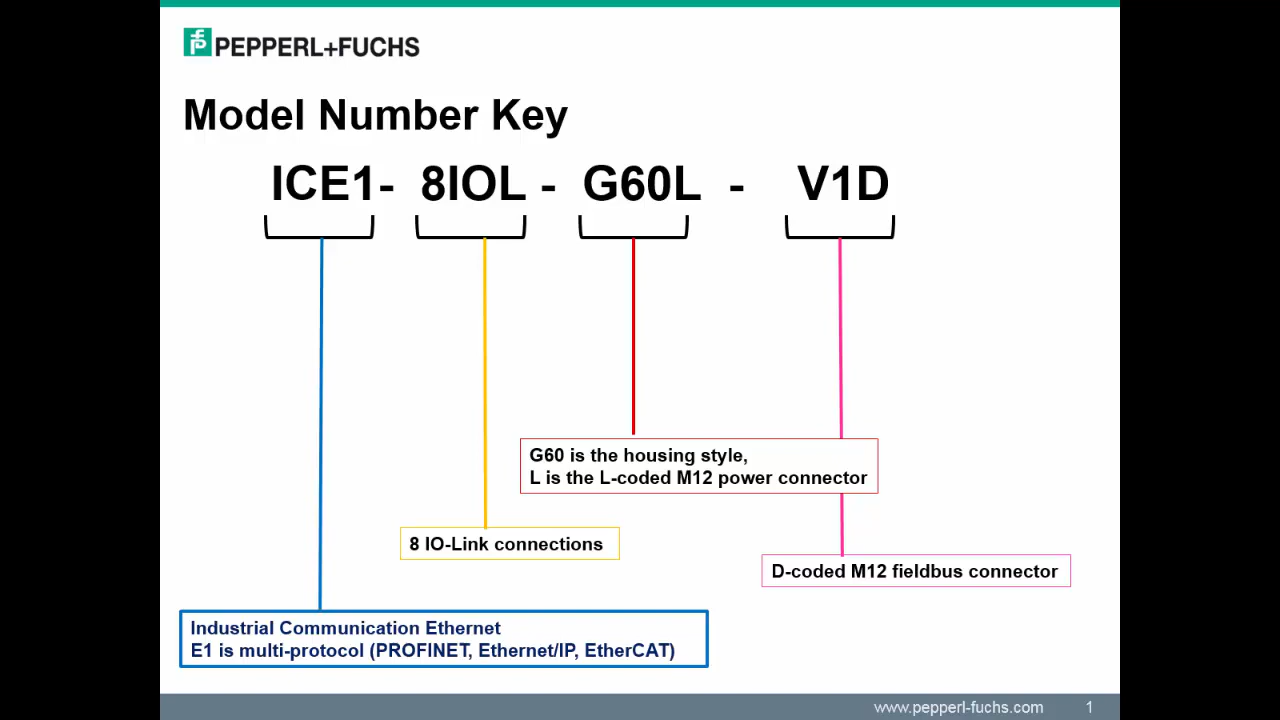 PEPPERL+FUCHS
Model Number Key
ICE1- 8IOL - G60L - V1D
G60 is the housing style,
L is the L-coded M12 power connector
8 IO-Link connections
D-coded M12 fieldbus connector
Industrial Communication Ethernet
E1 is multi-protocol (PROFINET, Ethernet/IP, EtherCAT)
www.pepperl-fuchs.com 1